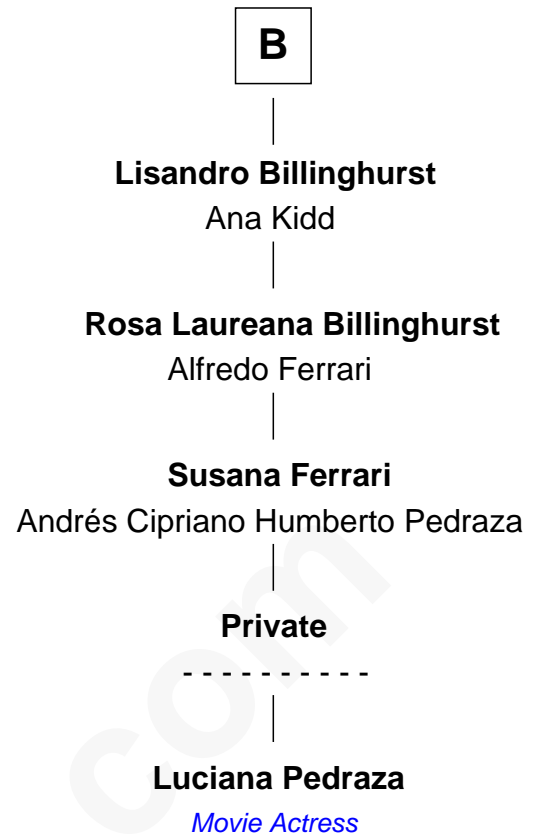 B
Lisandro Billinghurst
Ana Kidd
Rosa Laureana Billinghurst
Alfredo Ferrari
Susana Ferrari
Andrés Cipriano Humberto Pedraza
Private
- - - - - - - - - -
Luciana Pedraza
Movie Actress
com